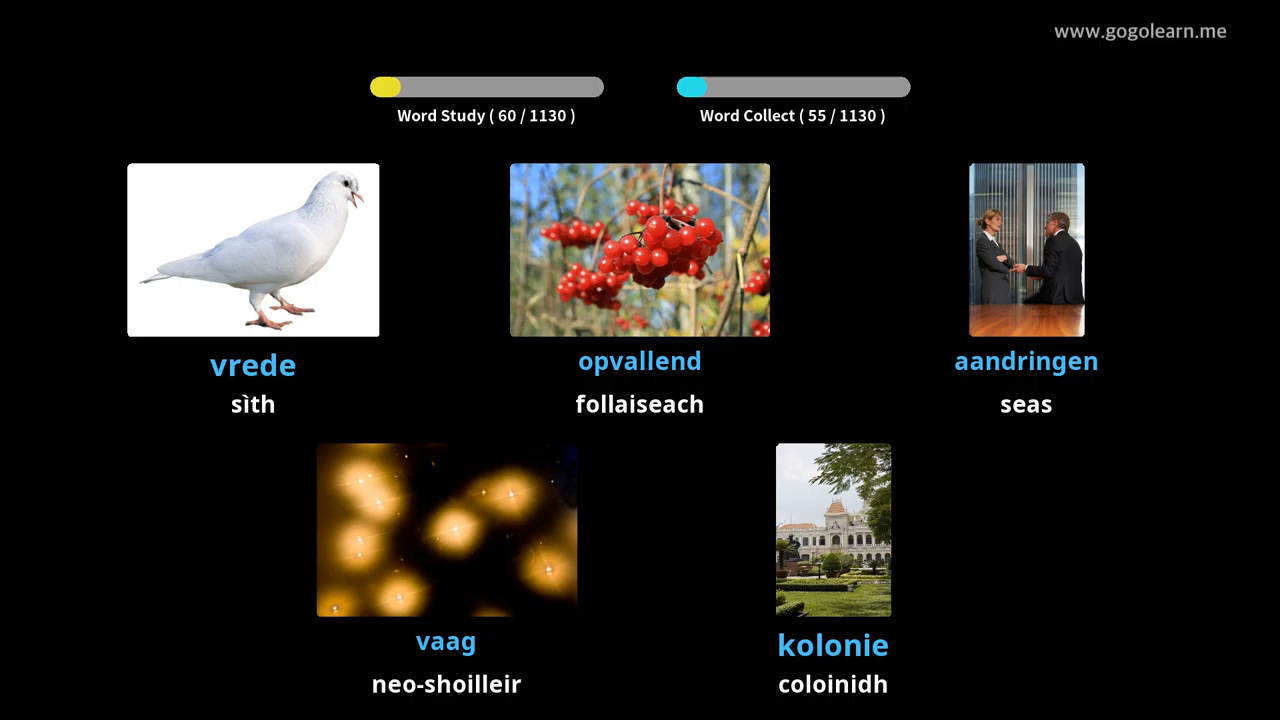 www.gogolearn.me
Word Study ( 60 / 1130 )
Word Collect ( 55 / 1130 )
vrede
sìth
opvallend
follaiseach
aandringen
seas
vaag
neo-shoilleir
kolonie
coloinidh